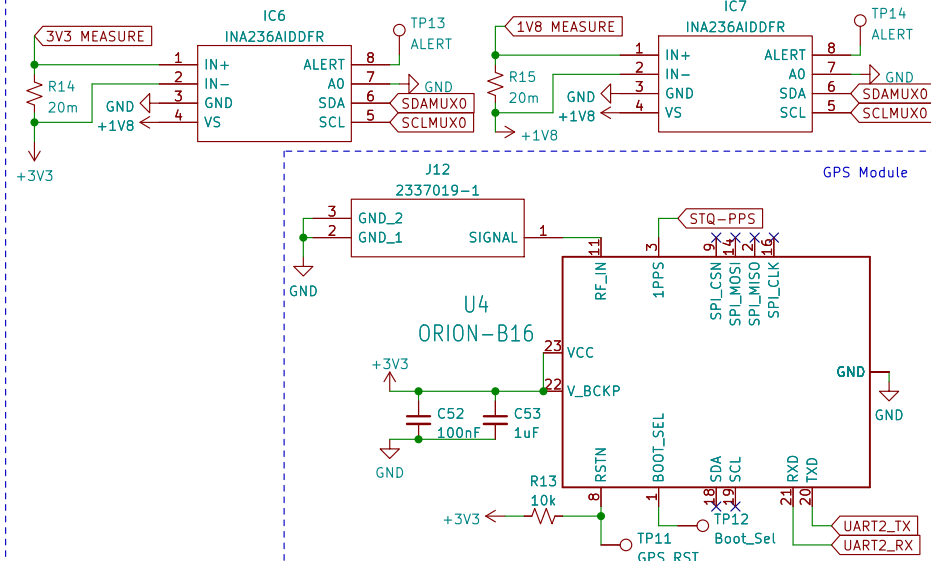 IC6
INA236AIDDFR
3V3 MEASURE
1 IN+ ALERT 8
2 IN- A0 7 GND
GND 3 GND SDA 6 SDAMUX0
+1V8 4 VS SCL 5 SCLMUX0
R14
20m
+3V3
TP13
ALERT
IC7
INA236AIDDFR
1V8 MEASURE
1 IN+ ALERT 8
2 IN- A0 7 GND
GND 3 GND SDA 6 SDAMUX0
+1V8 4 VS SCL 5 SCLMUX0
R15
20m
+1V8
TP14
ALERT
GPS Module
J12
2337019-1
3 GND_2
2 GND_1 SIGNAL 1
GND
STQ-PPS
11 3 9 14 2 16
RF_IN 1PPS SPI_CSN SPI_MOSI SPI_MISO SPI_CLK
U4
ORION-B16
23 VCC
+3V3
22 V_BCKP
GND
GND
C52
100nF
C53
1uF
GND
RSTN BOOT_SEL SDA SCL RXD TXD
8 1 18 19 21 20
R13
10k
+3V3
TP11
GPS_RST
TP12
Boot_Sel
UART2_TX
UART2_RX